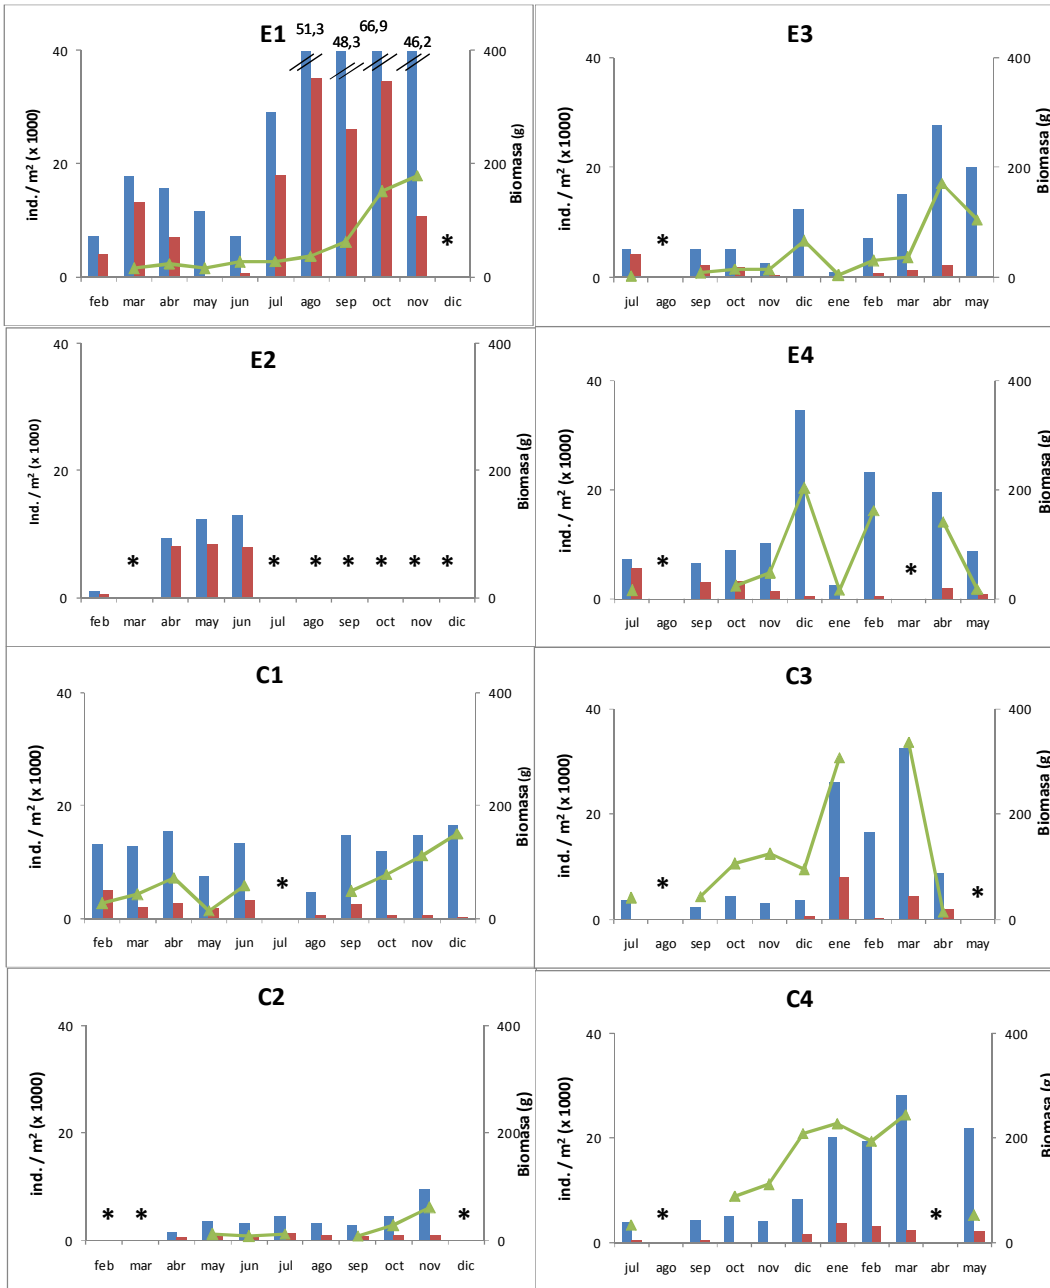 E1
51,3
48,3
66,9
46,2
40
20
0
400
200
0
ind. / m² (x 1000)
Biomasa (g)
feb mar abr may jun jul ago sep oct nov dic
*
E3
40
20
0
400
200
0
ind. / m² (x 1000)
Biomasa (g)
jul ago sep oct nov dic ene feb mar abr may
*
E2
40
20
0
400
200
0
Ind. / m² (x 1000)
Biomasa (g)
feb mar abr may jun jul ago sep oct nov dic
* * * * * * *
E4
40
20
0
400
200
0
ind. / m² (x 1000)
Biomasa (g)
jul ago sep oct nov dic ene feb mar abr may
* *
C1
40
20
0
400
200
0
ind. / m² (x 1000)
Biomasa (g)
feb mar abr may jun jul ago sep oct nov dic
*
C3
40
20
0
400
200
0
ind. / m² (x 1000)
Biomasa (g)
jul ago sep oct nov dic ene feb mar abr may
* *
C2
40
20
0
400
200
0
ind. / m² (x 1000)
Biomasa (g)
feb mar abr may jun jul ago sep oct nov dic
* * *
C4
40
20
0
400
200
0
ind. / m² (x 1000)
Biomasa (g)
jul ago sep oct nov dic ene feb mar abr may
* *